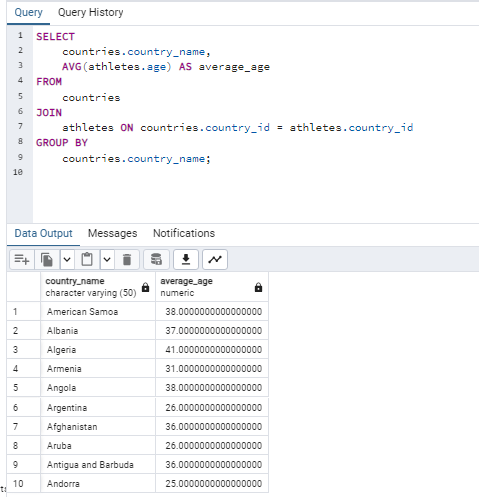 Query Query History
1 SELECT
2 countries.country_name,
3 AVG(athletes.age) AS average_age
4 FROM
5 countries
6 JOIN
7 athletes ON countries.country_id = athletes.country_id
8 GROUP BY
9 countries.country_name;
10
Data Output Messages Notifications
country_name average_age
character varying (50) numeric
1 American Samoa 38.0000000000000000
2 Albania 37.0000000000000000
3 Algeria 41.0000000000000000
4 Armenia 31.0000000000000000
5 Angola 38.0000000000000000
6 Argentina 26.0000000000000000
7 Afghanistan 36.0000000000000000
8 Aruba 26.0000000000000000
9 Antigua and Barbuda 36.0000000000000000
10 Andorra 25.0000000000000000